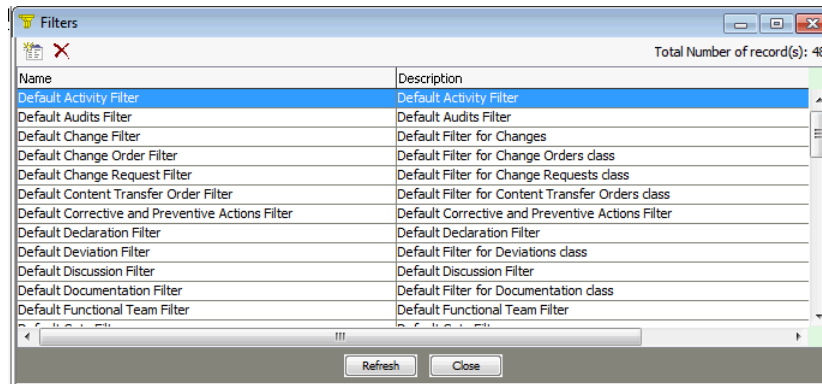 Filters
Total Number of record(s): 48
Name Description
Default Activity Filter Default Activity Filter
Default Audits Filter Default Audits Filter
Default Change Filter Default Filter for Changes
Default Change Order Filter Default Filter for Change Orders class
Default Change Request Filter Default Filter for Change Requests class
Default Content Transfer Order Filter Default Filter for Content Transfer Orders class
Default Corrective and Preventive Actions Filter Default Corrective and Preventive Actions Filter
Default Declaration Filter Default Declaration Filter
Default Deviation Filter Default Filter for Deviations class
Default Discussion Filter Default Discussion Filter
Default Documentation Filter Default Filter for Documentation class
Default Functional Team Filter Default Functional Team Filter
Refresh Close